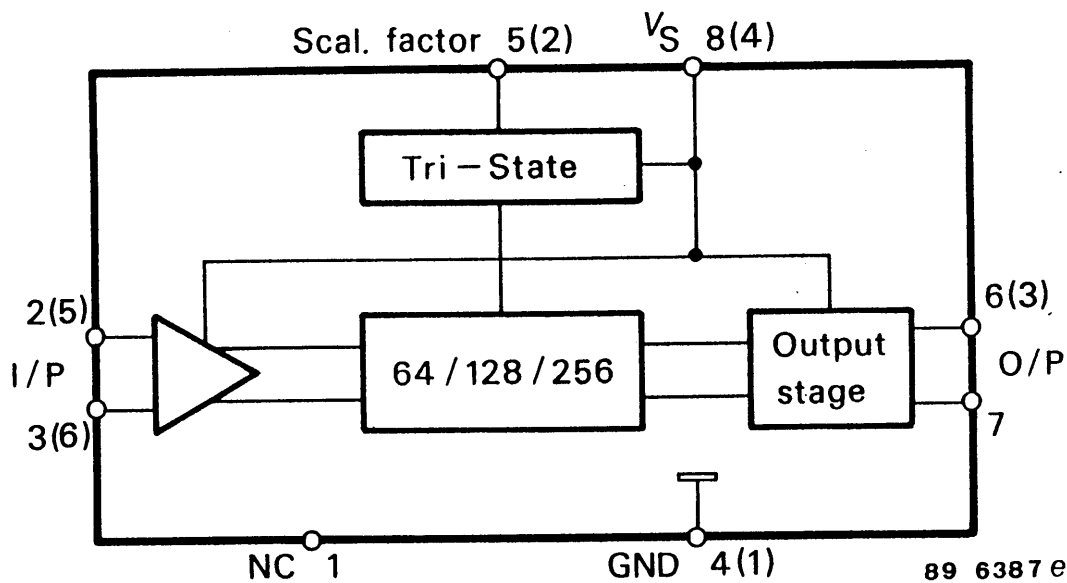 Scal. factor 5(2)
VS 8(4)
Tri – State
2(5)
I/P
3(6)
64 / 128 / 256
Output
stage
6(3)
O/P
7
NC 1
GND 4(1)
89 6387 e